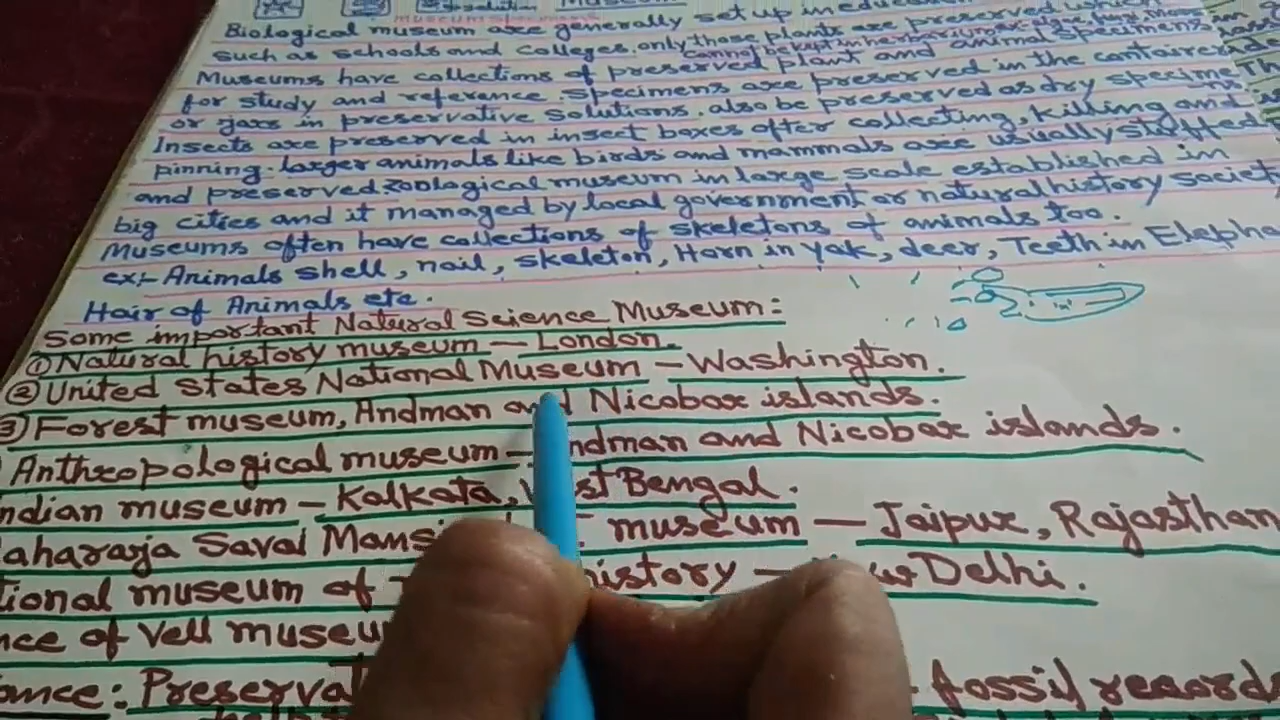 Museum
Biological museum are generally set up in
such as schools and colleges. only those plants are preserved which
cannot be kept in herbarium
Museums have collections of preserved plant and animal specimens
for study and reference. specimens are preserved in the container
or jars in preservative solutions. also be preserved as dry specimens
Insects are preserved in insect boxes after collecting, killing and
pinning. larger animals like birds and mammals are usually stuffed
and preserved. zoological museum in large scale established in
big cities and it managed by local government or natural history society
Museums often have collections of skeletons of animals too.
ex:- Animals shell, nail, skeleton, Horn in yak, deer, Teeth in Elepha
Hair of Animals etc.
Some important Natural Science Museum:
① Natural history museum - London.
② United states National Museum - Washington.
3) Forest museum, Andman and Nicobar islands.
Anthropological museum - ndman and Nicobar islands.
ndian museum - Kalkata, st Bengal.
aharaja Savai Mans museum - Jaipur, Rajasthan
tional museum of history - w Delhi.
nce of Vell museu
ance: Preservat fossil records